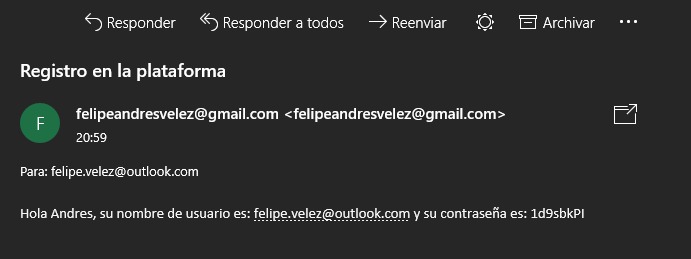 Responder Responder a todos Reenviar Archivar ...
Registro en la plataforma
F felipeandresvelez@gmail.com <felipeandresvelez@gmail.com>
20:59
Para: felipe.velez@outlook.com
Hola Andres, su nombre de usuario es: felipe.velez@outlook.com y su contraseña es: 1d9sbkPI